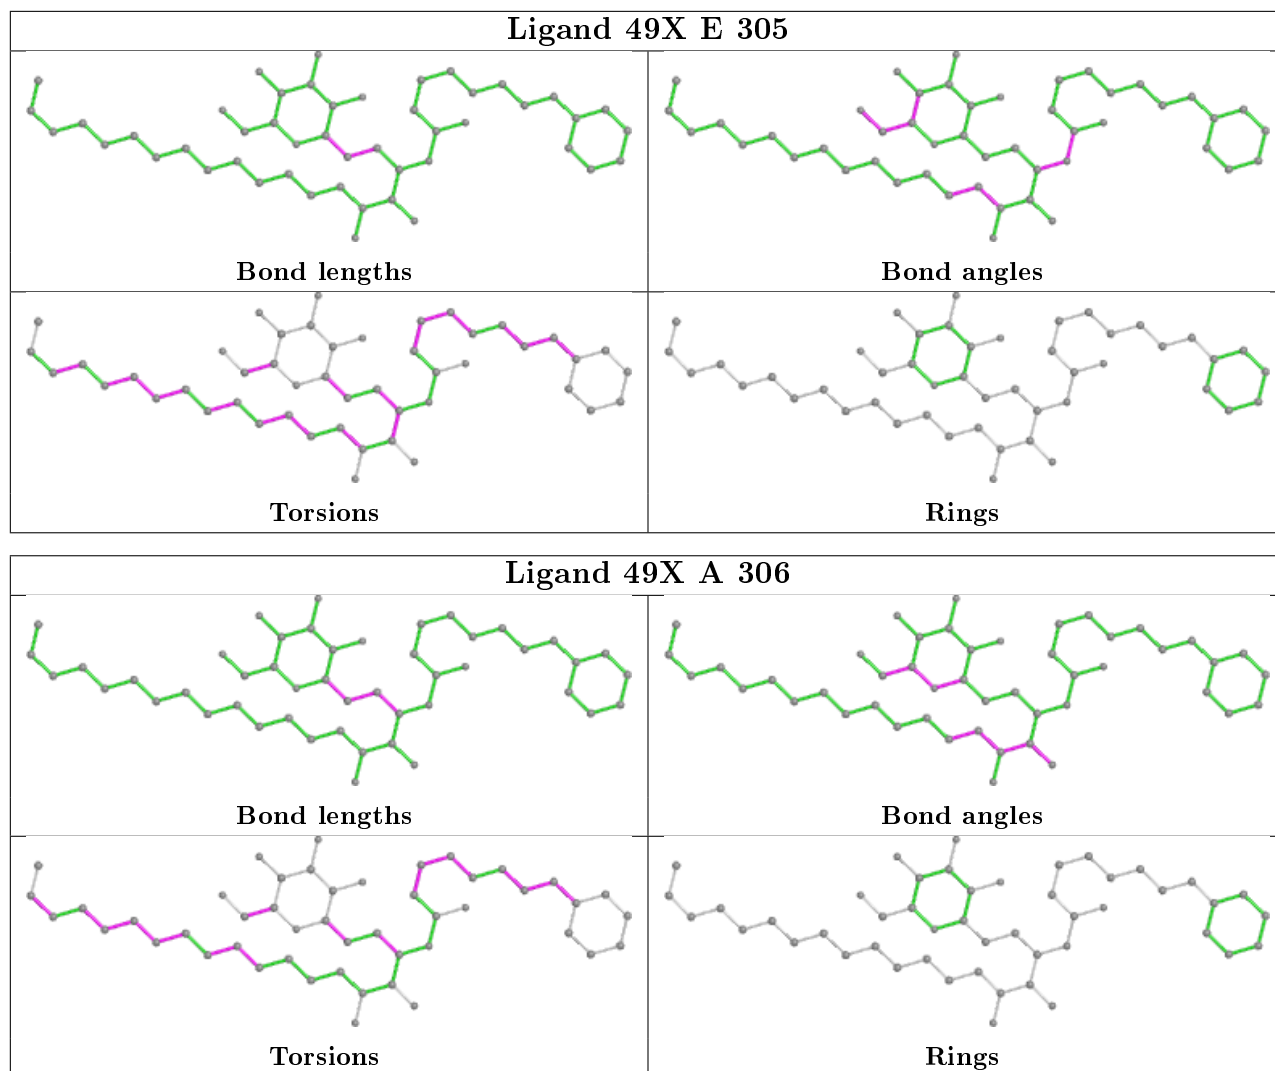 Ligand 49X E 305
Bond lengths
Bond angles
Torsions
Rings
Ligand 49X A 306
Bond lengths
Bond angles
Torsions
Rings